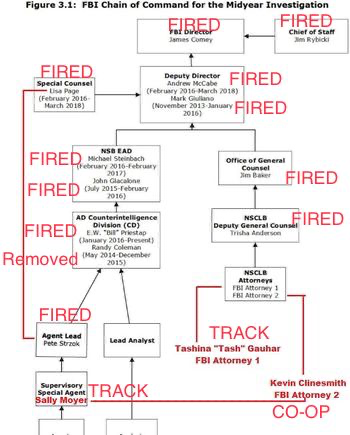 Figure 3.1: FBI Chain of Command for the Midyear Investigation
FIRED
FBI Director
James Comey
FIRED
Chief of Staff
Jim Rybicki
FIRED
Special Counsel
Lisa Page
(February 2016-
March 2018)
Deputy Director
Andrew McCabe
(February 2016-March 2018)
Mark Giuliano
(November 2013-January
2016)
FIRED
FIRED
NSB EAD
Michael Steinbach
(February 2016-February
2017)
John Giacalone
(July 2015-February
2016)
FIRED
FIRED
Office of General
Counsel
Jim Baker
FIRED
AD Counterintelligence
Division (CD)
E.W. "Bill" Priestap
(January 2016-Present)
Randy Coleman
(May 2014-December
2015)
FIRED
Removed
NSCLB
Deputy General Counsel
Trisha Anderson
FIRED
NSCLB
Attorneys
FBI Attorney 1
FBI Attorney 2
FIRED
Agent Lead
Pete Strzok
Lead Analyst
TRACK
Tashina "Tash" Gauhar
FBI Attorney 1
Supervisory
Special Agent
Sally Moyer
TRACK
Kevin Clinesmith
FBI Attorney 2
CO-OP